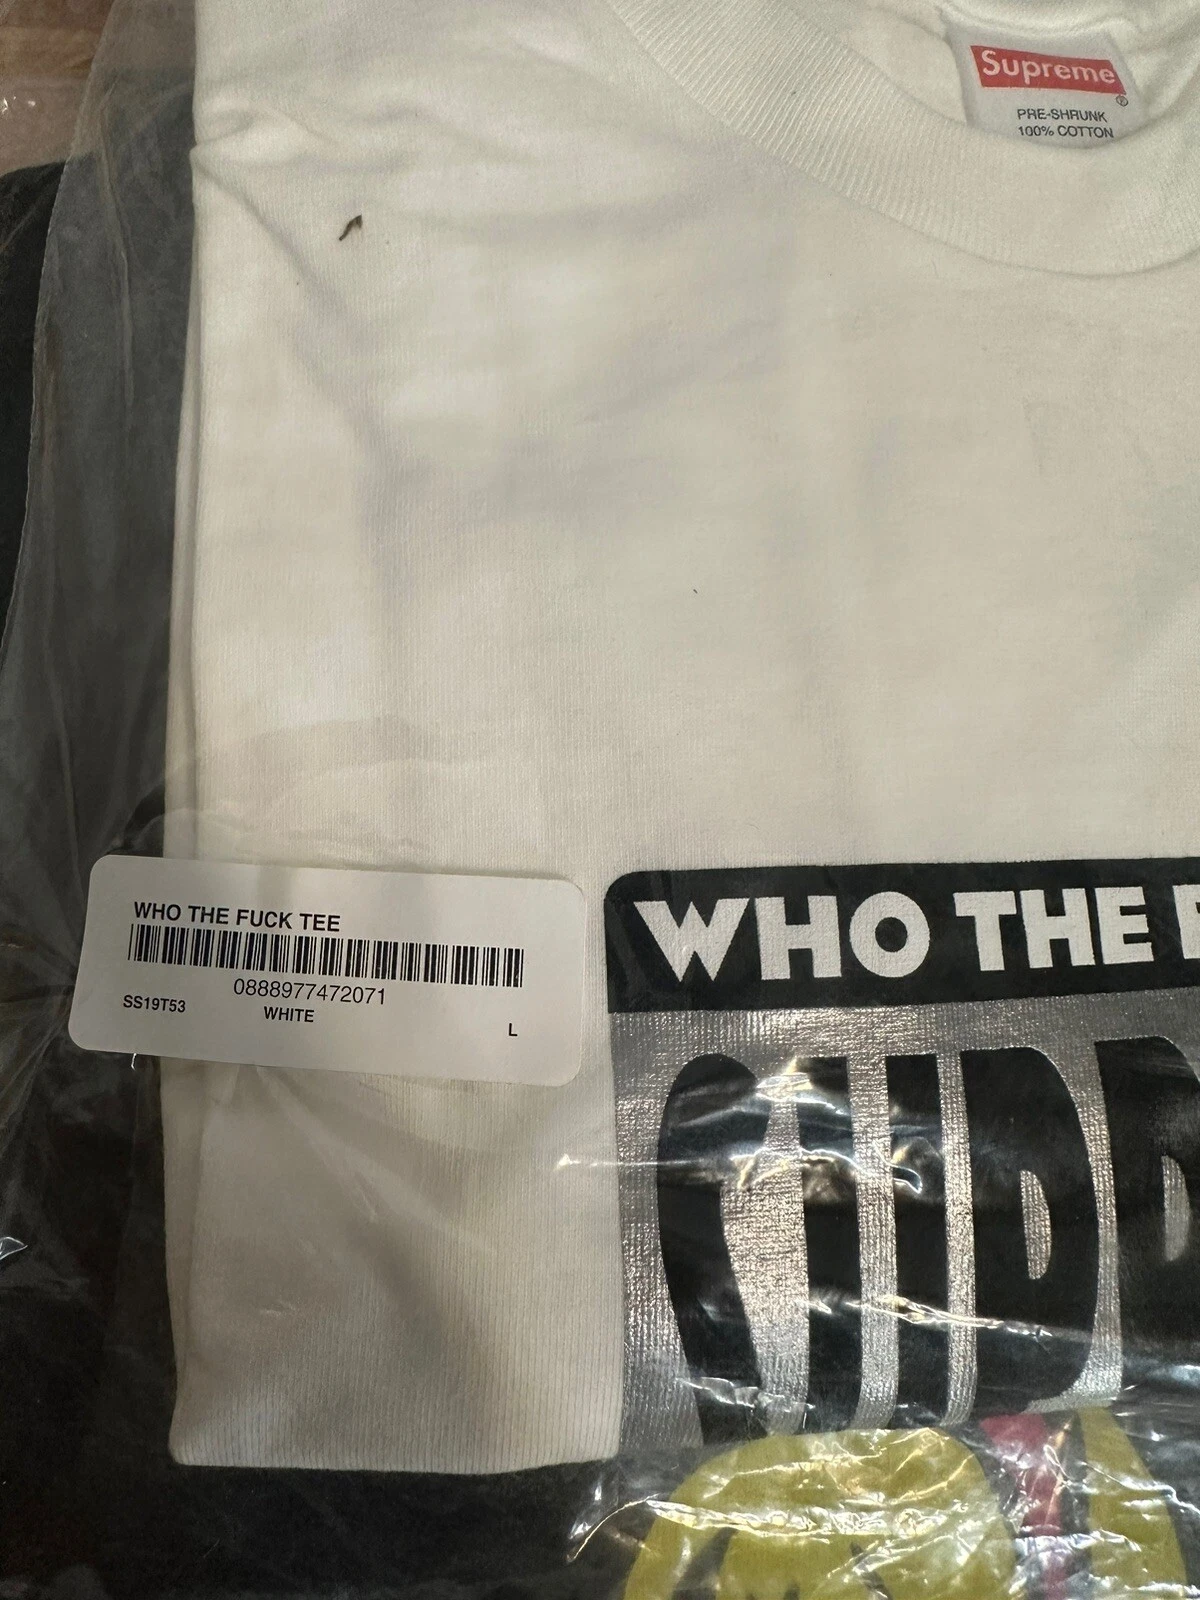 Supreme
®
PRE-SHRUNK
100% COTTON
WHO THE FUCK TEE
0888977472071
SS19T53
WHITE
L
WHO THE